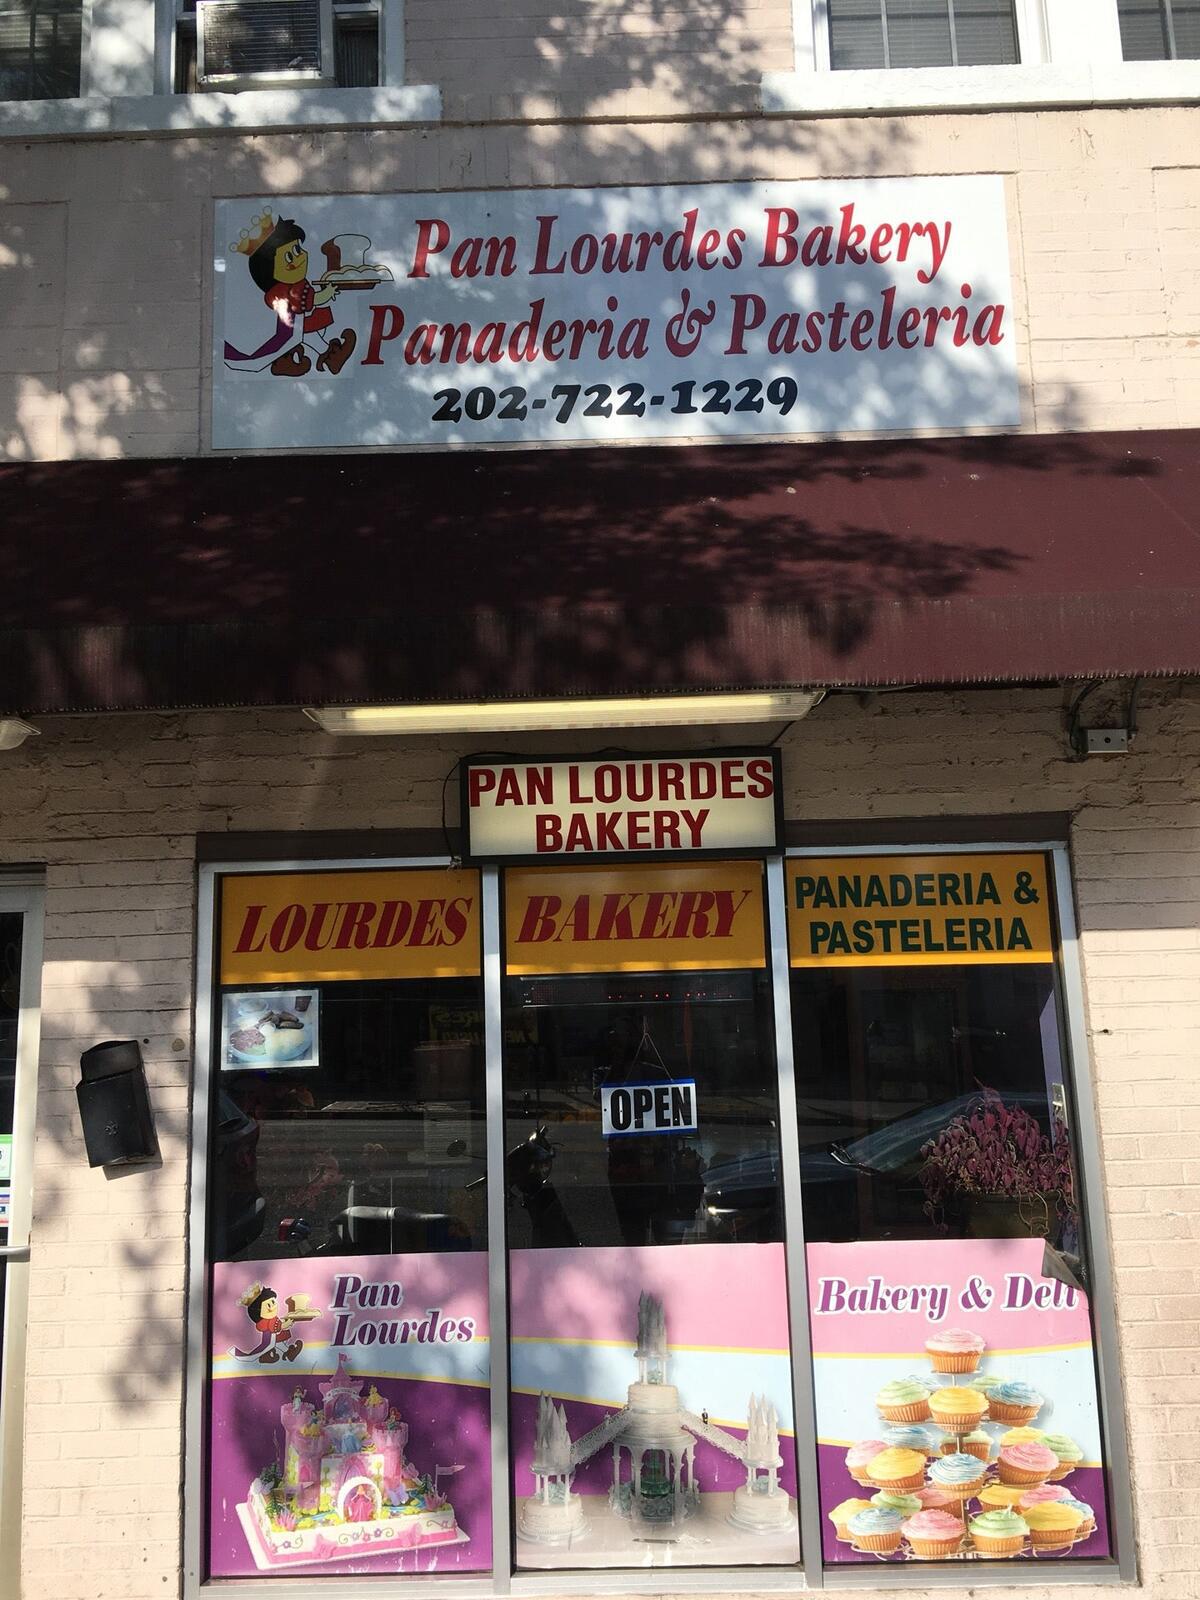 Pan Lourdes Bakery
Panaderia & Pasteleria
202-722-1229
PAN LOURDES
BAKERY
LOURDES
BAKERY
PANADERIA &
PASTELERIA
OPEN
Pan
Lourdes
Bakery & Deli